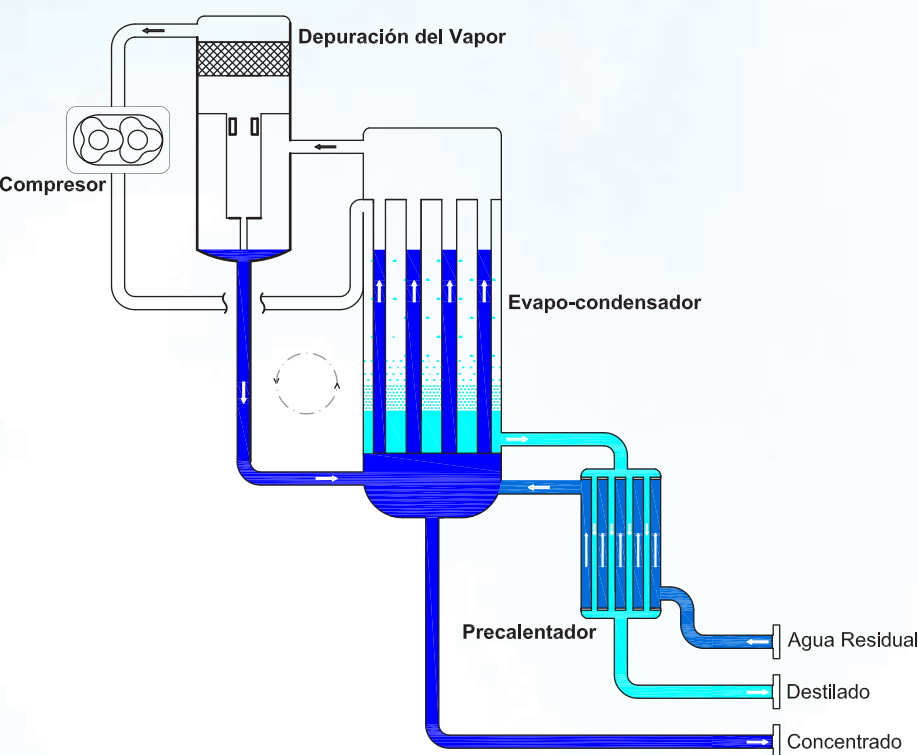 Depuración del Vapor
Compresor
Evapo-condensador
Precalentador
Agua Residual
Destilado
Concentrado